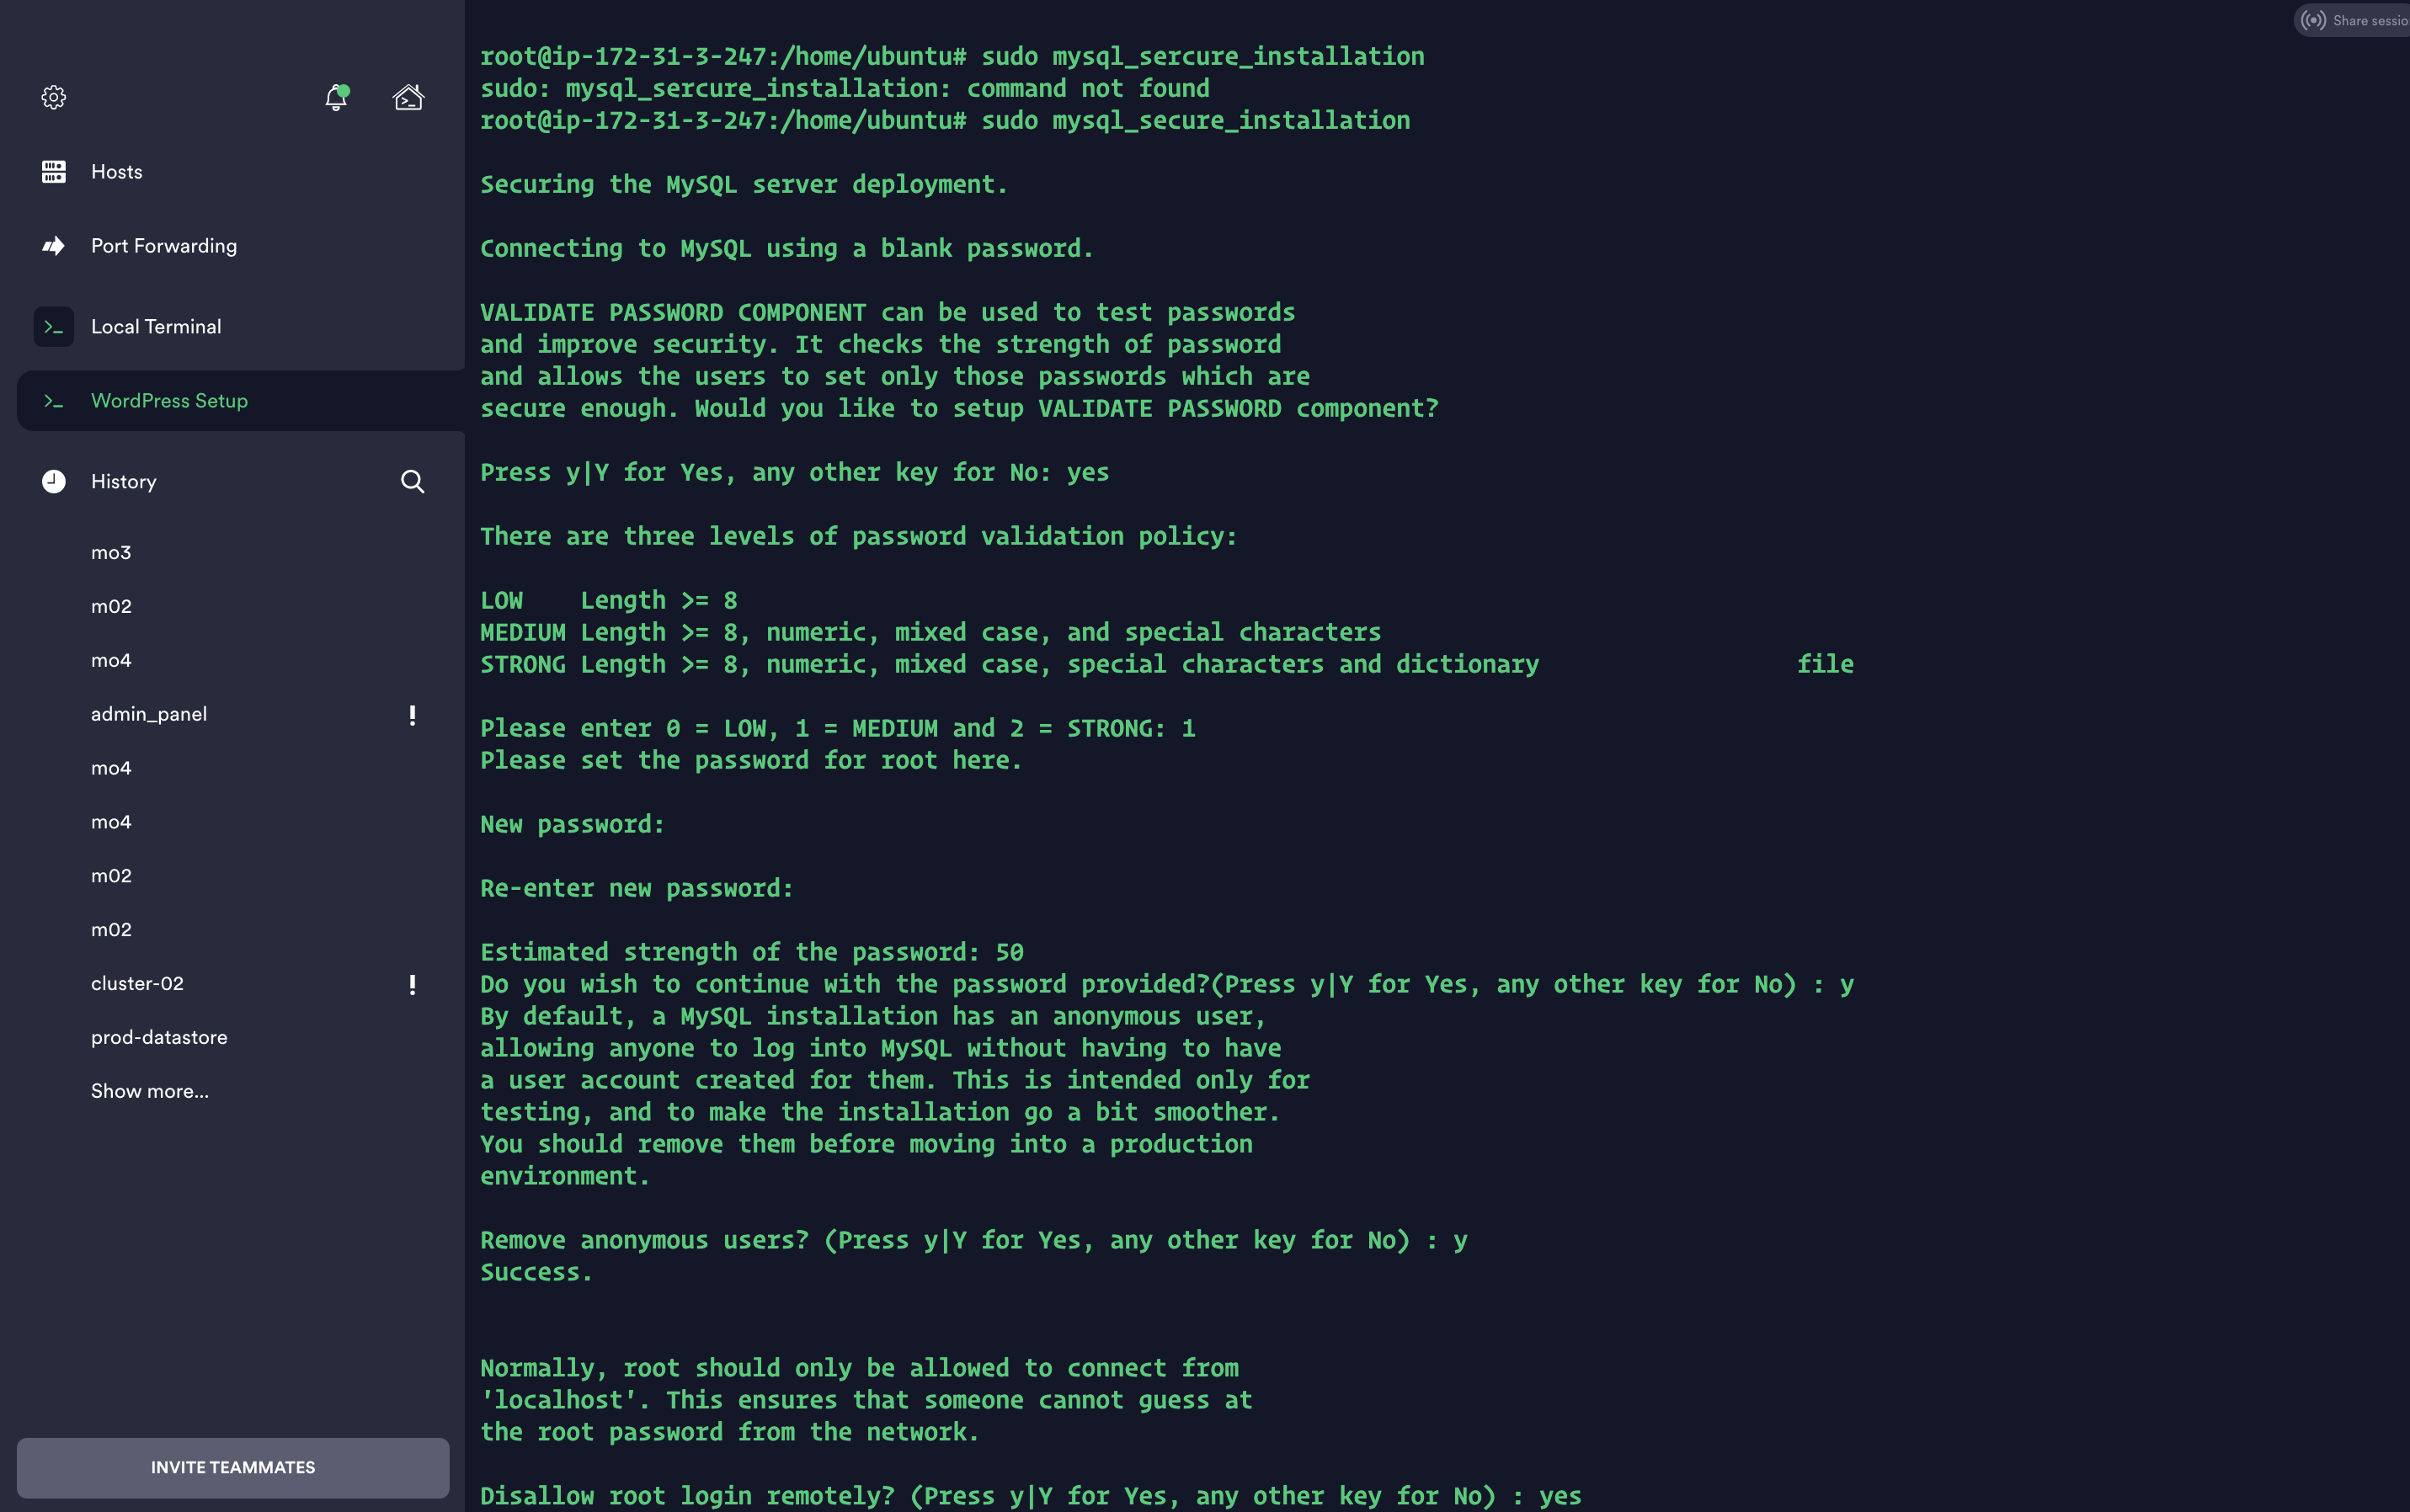 Share sessio
Hosts
Port Forwarding
Local Terminal
WordPress Setup
History
mo3
m02
mo4
admin_panel
mo4
mo4
m02
m02
cluster-02
prod-datastore
Show more...
INVITE TEAMMATES
root@ip-172-31-3-247:/home/ubuntu# sudo mysql_sercure_installation
sudo: mysql_sercure_installation: command not found
root@ip-172-31-3-247:/home/ubuntu# sudo mysql_secure_installation
Securing the MySQL server deployment.
Connecting to MySQL using a blank password.
VALIDATE PASSWORD COMPONENT can be used to test passwords
and improve security. It checks the strength of password
and allows the users to set only those passwords which are
secure enough. Would you like to setup VALIDATE PASSWORD component?
Press y|Y for Yes, any other key for No: yes
There are three levels of password validation policy:
LOW    Length >= 8
MEDIUM Length >= 8, numeric, mixed case, and special characters
STRONG Length >= 8, numeric, mixed case, special characters and dictionary                  file
Please enter 0 = LOW, 1 = MEDIUM and 2 = STRONG: 1
Please set the password for root here.
New password:
Re-enter new password:
Estimated strength of the password: 50
Do you wish to continue with the password provided?(Press y|Y for Yes, any other key for No) : y
By default, a MySQL installation has an anonymous user,
allowing anyone to log into MySQL without having to have
a user account created for them. This is intended only for
testing, and to make the installation go a bit smoother.
You should remove them before moving into a production
environment.
Remove anonymous users? (Press y|Y for Yes, any other key for No) : y
Success.
Normally, root should only be allowed to connect from
'localhost'. This ensures that someone cannot guess at
the root password from the network.
Disallow root login remotely? (Press y|Y for Yes, any other key for No) : yes